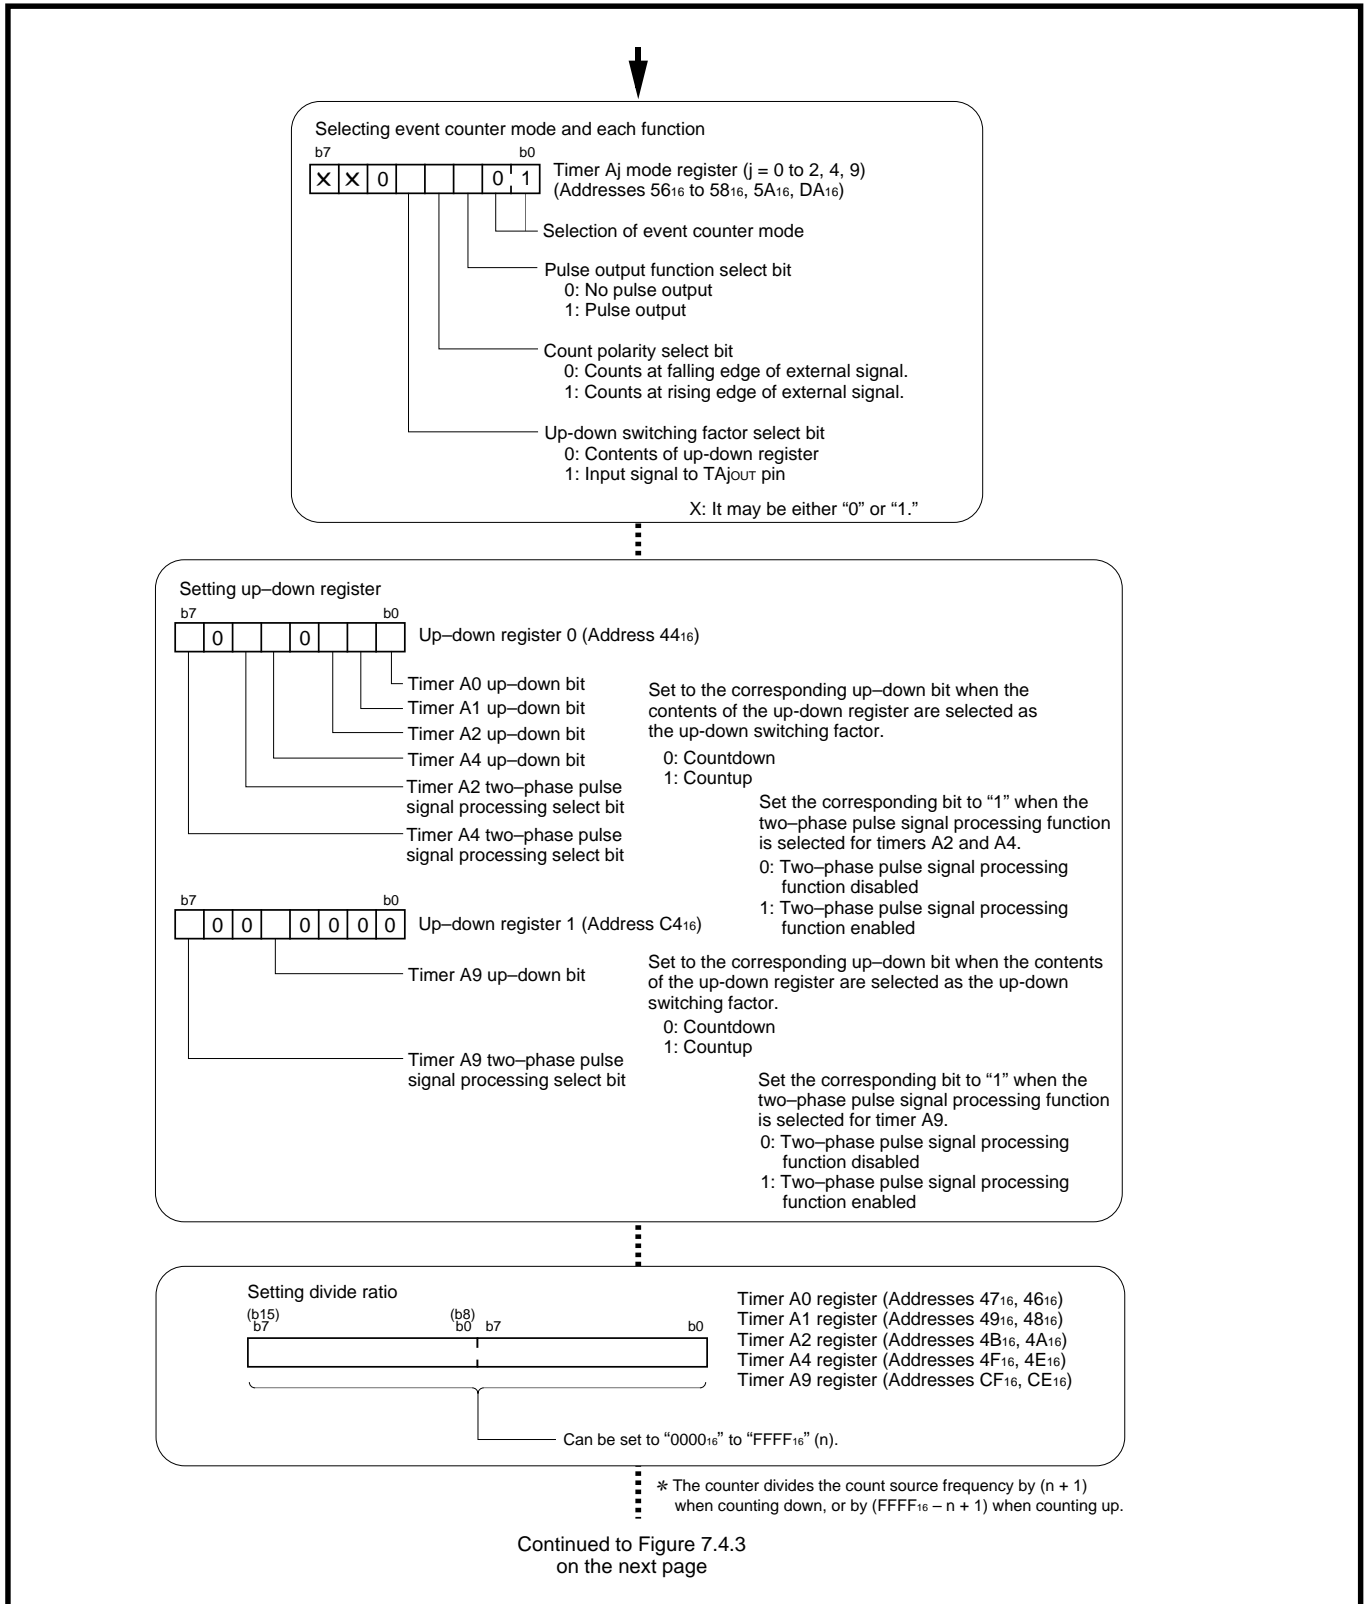 Selecting event counter mode and each function
b7 b0
X X 0 0 1
Timer Aj mode register (j = 0 to 2, 4, 9)
(Addresses 5616 to 5816, 5A16, DA16)
Selection of event counter mode
Pulse output function select bit
0: No pulse output
1: Pulse output
Count polarity select bit
0: Counts at falling edge of external signal.
1: Counts at rising edge of external signal.
Up-down switching factor select bit
0: Contents of up-down register
1: Input signal to TAjOUT pin
X: It may be either “0” or “1.”
Setting up–down register
b7 b0
0 0
Up–down register 0 (Address 4416)
Timer A0 up–down bit
Timer A1 up–down bit
Timer A2 up–down bit
Timer A4 up–down bit
Timer A2 two–phase pulse
signal processing select bit
Timer A4 two–phase pulse
signal processing select bit
Set to the corresponding up–down bit when the
contents of the up-down register are selected as
the up-down switching factor.
0: Countdown
1: Countup
Set the corresponding bit to “1” when the
two–phase pulse signal processing function
is selected for timers A2 and A4.
0: Two–phase pulse signal processing
function disabled
1: Two–phase pulse signal processing
function enabled
b7 b0
0 0 0 0 0 0
Up–down register 1 (Address C416)
Timer A9 up–down bit
Timer A9 two–phase pulse
signal processing select bit
Set to the corresponding up–down bit when the contents
of the up-down register are selected as the up-down
switching factor.
0: Countdown
1: Countup
Set the corresponding bit to “1” when the
two–phase pulse signal processing function
is selected for timer A9.
0: Two–phase pulse signal processing
function disabled
1: Two–phase pulse signal processing
function enabled
Setting divide ratio
(b15) (b8)
b7 b0 b7 b0
Timer A0 register (Addresses 4716, 4616)
Timer A1 register (Addresses 4916, 4816)
Timer A2 register (Addresses 4B16, 4A16)
Timer A4 register (Addresses 4F16, 4E16)
Timer A9 register (Addresses CF16, CE16)
Can be set to “000016” to “FFFF16” (n).
* The counter divides the count source frequency by (n + 1)
when counting down, or by (FFFF16 – n + 1) when counting up.
Continued to Figure 7.4.3
on the next page